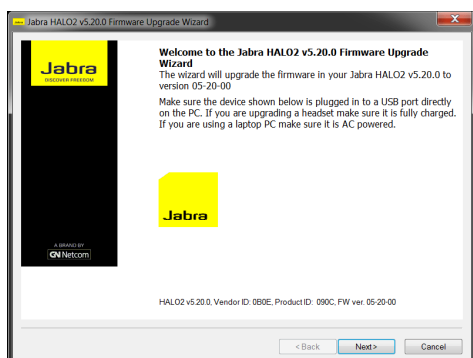 Jabra HALO2 v5.20.0 Firmware Upgrade Wizard
Jabra
DISCOVER FREEDOM
Welcome to the Jabra HALO2 v5.20.0 Firmware Upgrade
Wizard
The wizard will upgrade the firmware in your Jabra HALO2 v5.20.0 to
version 05-20-00
Make sure the device shown below is plugged in to a USB port directly
on the PC. If you are upgrading a headset make sure it is fully charged.
If you are using a laptop PC make sure it is AC powered.
Jabra
A BRAND BY
GN Netcom
HALO2 v5.20.0, Vendor ID: 0B0E, Product ID: 090C, FW ver. 05-20-00
< Back Next > Cancel